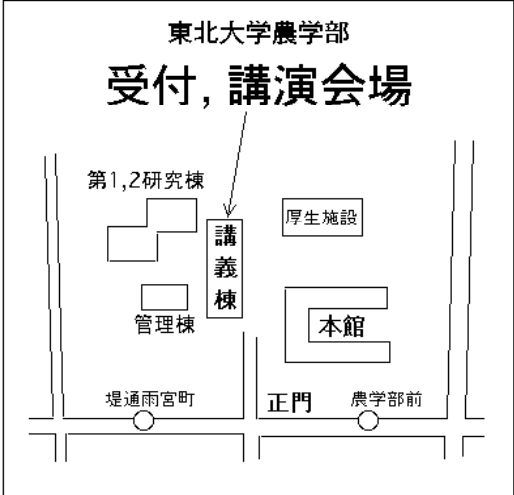 東北大学農学部
受付, 講演会場
第1,2研究棟
厚生施設
講義棟
管理棟
本館
堤通雨宮町
正門
農学部前